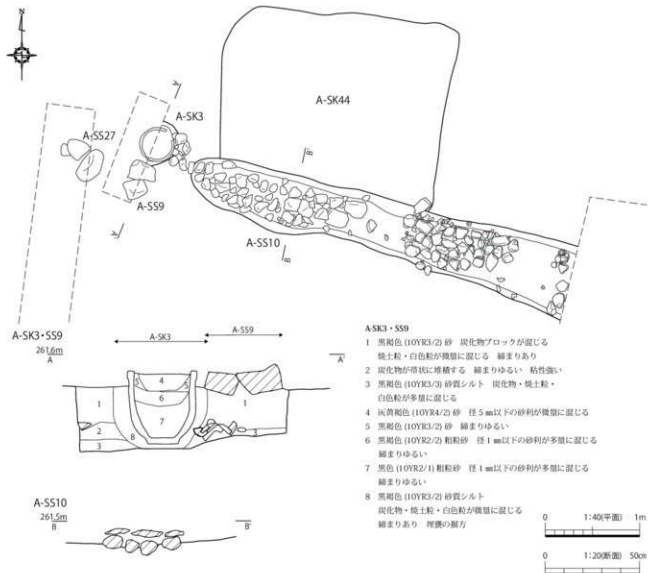 N
A-SK44
A-SK3
A
A-SS27
B
A-SS9
A
A-SS10
B
A-SK3・SS9
261.6m
A
A-SK3
A-SS9
A'
1
2
3
5
4
5
6
7
8
1
3
A-SS10
261.5m
B
B'
A-SK3・SS9
1 黒褐色 (10YR3/2) 砂 炭化物ブロックが混じる
焼土粒・白色粒が微量に混じる 締まりあり
2 炭化物が帯状に堆積する 締まりゆるい 粘性強い
3 黒褐色 (10YR3/3) 砂質シルト 炭化物・焼土粒・
白色粒が多量に混じる
4 灰黄褐色 (10YR4/2) 砂 径 5 ㎜以下の砂利が微量に混じる
5 黒褐色 (10YR3/2) 砂 締まりゆるい
6 黒褐色 (10YR2/2) 粗粒砂 径 1 ㎜以下の砂利が多量に混じる
締まりゆるい
7 黒色 (10YR2/1) 粗粒砂 径 1 ㎜以下の砂利が多量に混じる
締まりゆるい
8 黒褐色 (10YR3/2) 砂質シルト
炭化物・焼土粒・白色粒が微量に混じる
締まりあり 埋甕の掘方
0 1:40(平面) 1m
0 1:20(断面) 50cm